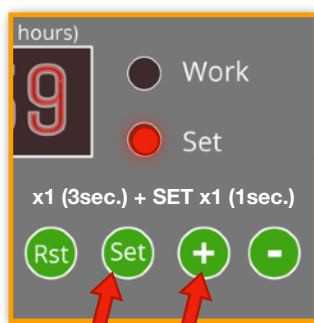 hours)
9 Work
Set
x1 (3sec.) + SET x1 (1sec.)
Rst Set + -